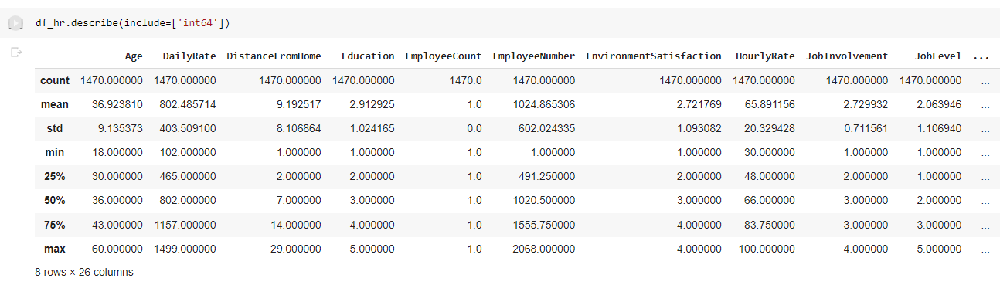 df_hr.describe(include=['int64'])
Age DailyRate DistanceFromHome Education EmployeeCount EmployeeNumber EnvironmentSatisfaction HourlyRate JobInvolvement JobLevel ...
count 1470.000000 1470.000000 1470.000000 1470.000000 1470.0 1470.000000 1470.000000 1470.000000 1470.000000 1470.000000 ...
mean 36.923810 802.485714 9.192517 2.912925 1.0 1024.865306 2.721769 65.891156 2.729932 2.063946 ...
std 9.135373 403.509100 8.106864 1.024165 0.0 602.024335 1.093082 20.329428 0.711561 1.106940 ...
min 18.000000 102.000000 1.000000 1.000000 1.0 1.000000 1.000000 30.000000 1.000000 1.000000 ...
25% 30.000000 465.000000 2.000000 2.000000 1.0 491.250000 2.000000 48.000000 2.000000 1.000000 ...
50% 36.000000 802.000000 7.000000 3.000000 1.0 1020.500000 3.000000 66.000000 3.000000 2.000000 ...
75% 43.000000 1157.000000 14.000000 4.000000 1.0 1555.750000 4.000000 83.750000 3.000000 3.000000 ...
max 60.000000 1499.000000 29.000000 5.000000 1.0 2068.000000 4.000000 100.000000 4.000000 5.000000 ...
8 rows × 26 columns